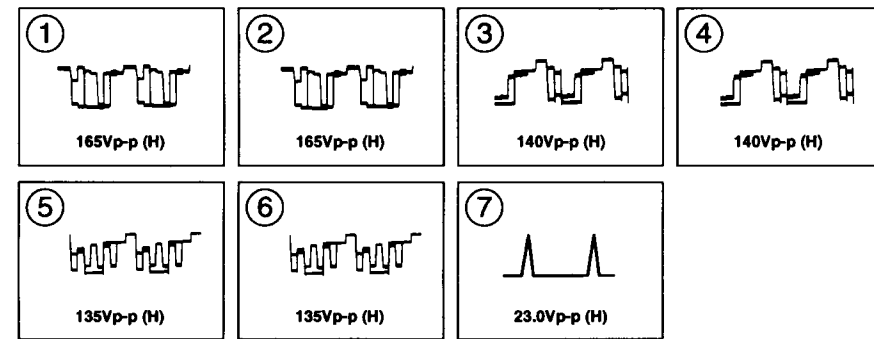 ① ② ③ ④
165Vp-p (H) 165Vp-p (H) 140Vp-p (H) 140Vp-p (H)
⑤ ⑥ ⑦
135Vp-p (H) 135Vp-p (H) 23.0Vp-p (H)